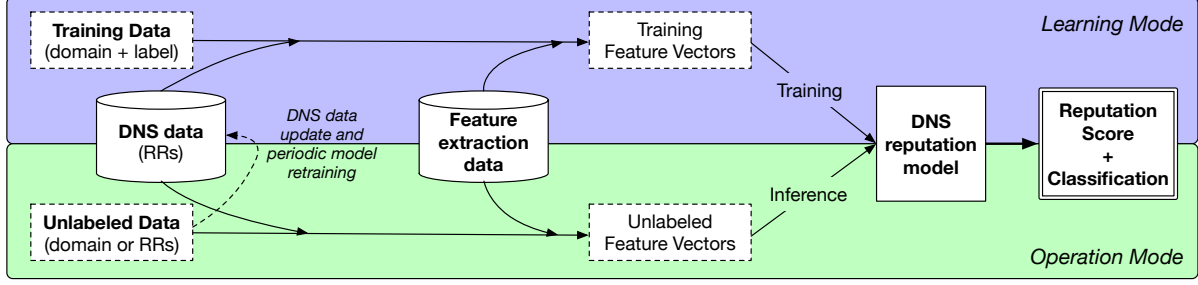 Training Data
(domain + label)
Training
Feature Vectors
Learning Mode
Training
DNS data
(RRs)
DNS data
update and
periodic model
retraining
Feature
extraction
data
DNS
reputation
model
Reputation
Score
+
Classification
Inference
Unlabeled Data
(domain or RRs)
Unlabeled
Feature Vectors
Operation Mode